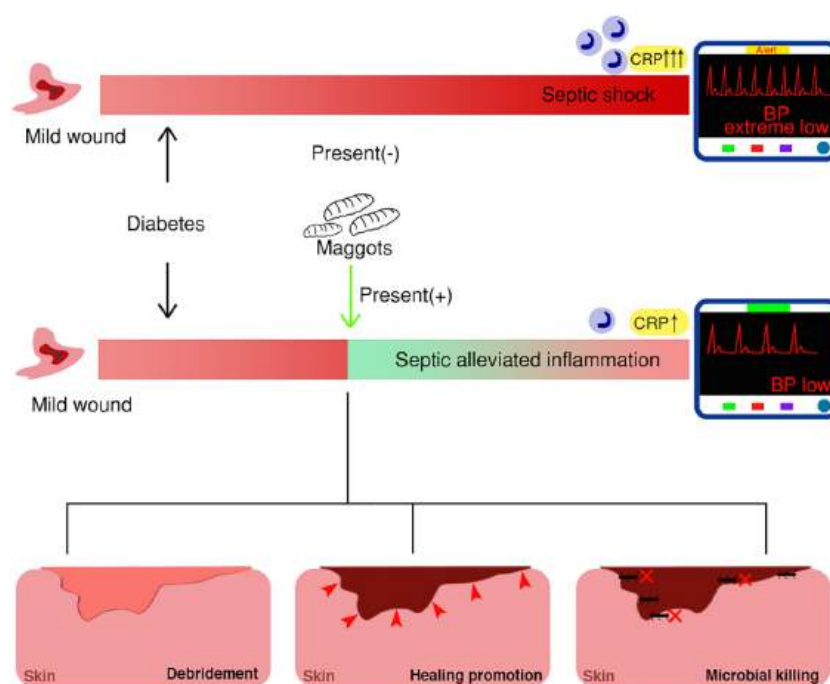 Alert
CRP↑↑↑
Septic shock
BP
extreme low
Mild wound
Present(-)
Diabetes
Maggots
Present(+)
CRP↑
Septic alleviated inflammation
BP low
Mild wound
Skin
Debridement
Skin
Healing promotion
Skin
Microbial killing